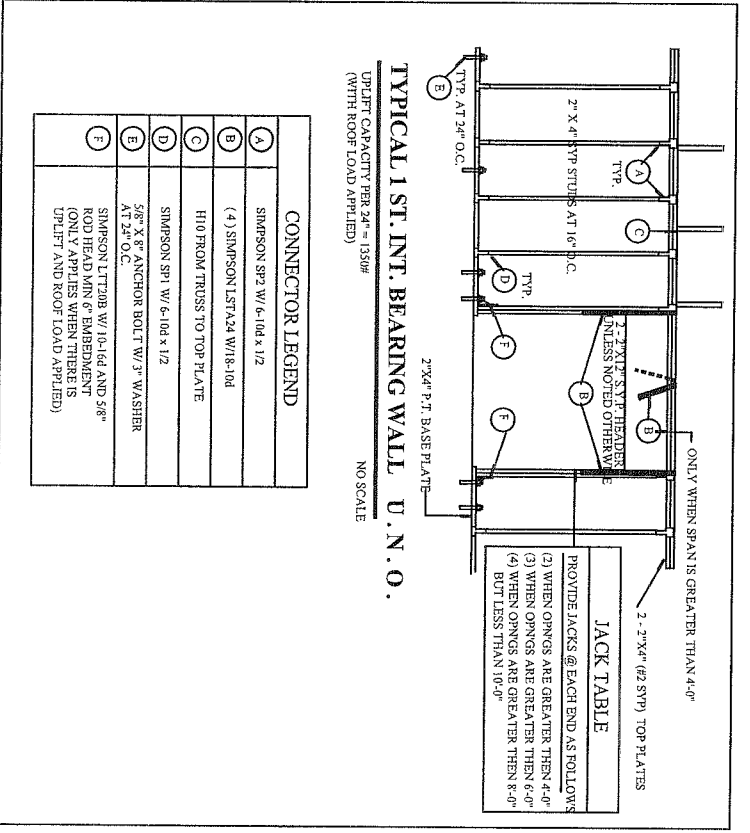 ONLY WHEN SPAN IS GREATER THAN 4'-0"
2 - 2"X4" (#2 SYP) TOP PLATES
A
TYP.
C
B
2 - 2"X12" S.Y.P. HEADER
UNLESS NOTED OTHERWISE
2" X 4" SYP STUDS AT 16" O.C.
B
D
TYP.
F
F
TYP. AT 24" O.C.
E
2"X4" P.T. BASE PLATE
JACK TABLE
PROVIDE JACKS @ EACH END AS FOLLOWS
(2) WHEN OPN'GS ARE GREATER THEN 4'-0"
(3) WHEN OPN'GS ARE GREATER THEN 6'-0"
(4) WHEN OPN'GS ARE GREATER THEN 8'-0"
BUT LESS THAN 10'-0"
TYPICAL 1 ST. INT. BEARING WALL U.N.O.
UPLIFT CAPACITY PER 24" = 1350#
(WITH ROOF LOAD APPLIED)
NO SCALE
CONNECTOR LEGEND
A SIMPSON SP2 W/ 6-10d x 1/2
B ( 4 ) SIMPSON LSTA24 W/18-10d
C H10 FROM TRUSS TO TOP PLATE
D SIMPSON SP1 W/ 6-10d x 1/2
E 5/8" X 8" ANCHOR BOLT W/ 3" WASHER
AT 24" O.C.
F SIMPSON LTT20B W/ 10-16d AND 5/8"
ROD HEAD MIN 6" EMBEDMENT
(ONLY APPLIES WHEN THERE IS
UPLIFT AND ROOF LOAD APPLIED)